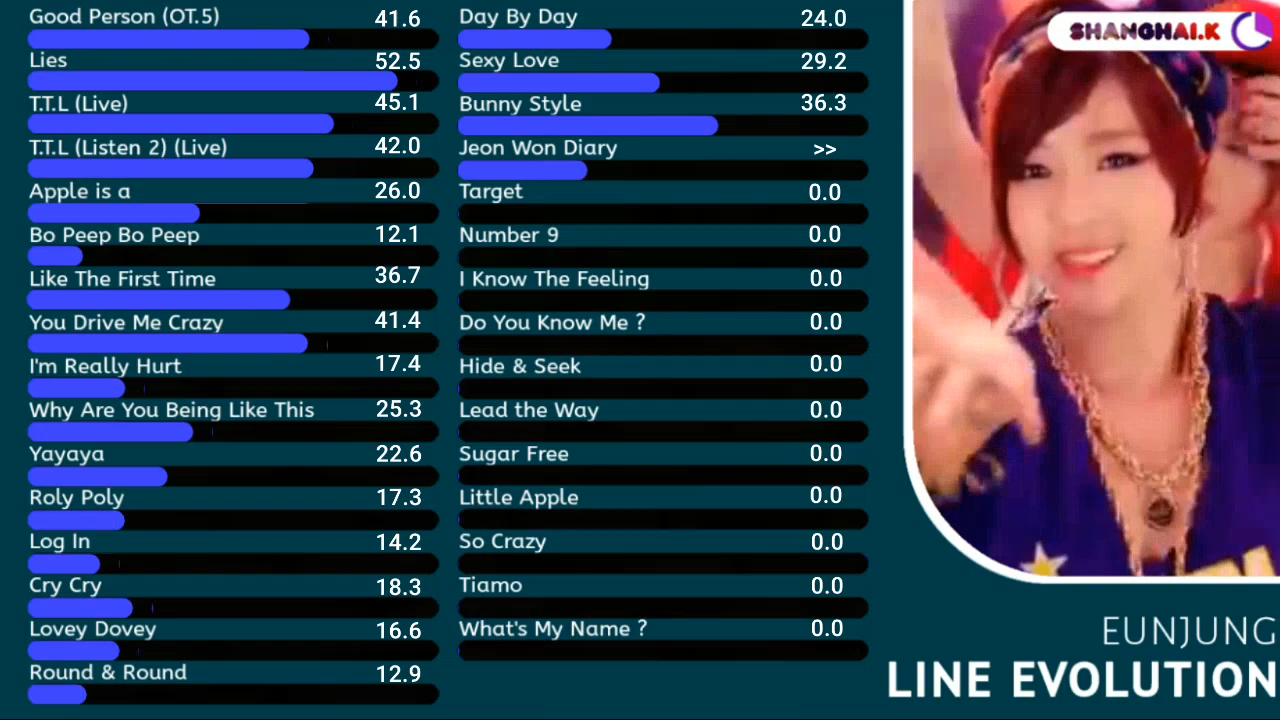 Good Person (OT.5) 41.6
Lies 52.5
T.T.L (Live) 45.1
T.T.L (Listen 2) (Live) 42.0
Apple is a 26.0
Bo Peep Bo Peep 12.1
Like The First Time 36.7
You Drive Me Crazy 41.4
I'm Really Hurt 17.4
Why Are You Being Like This 25.3
Yayaya 22.6
Roly Poly 17.3
Log In 14.2
Cry Cry 18.3
Lovey Dovey 16.6
Round & Round 12.9
Day By Day 24.0
Sexy Love 29.2
Bunny Style 36.3
Jeon Won Diary >>
Target 0.0
Number 9 0.0
I Know The Feeling 0.0
Do You Know Me ? 0.0
Hide & Seek 0.0
Lead the Way 0.0
Sugar Free 0.0
Little Apple 0.0
So Crazy 0.0
Tiamo 0.0
What's My Name ? 0.0
SHANGHAI.K
EUNJUNG
LINE EVOLUTION